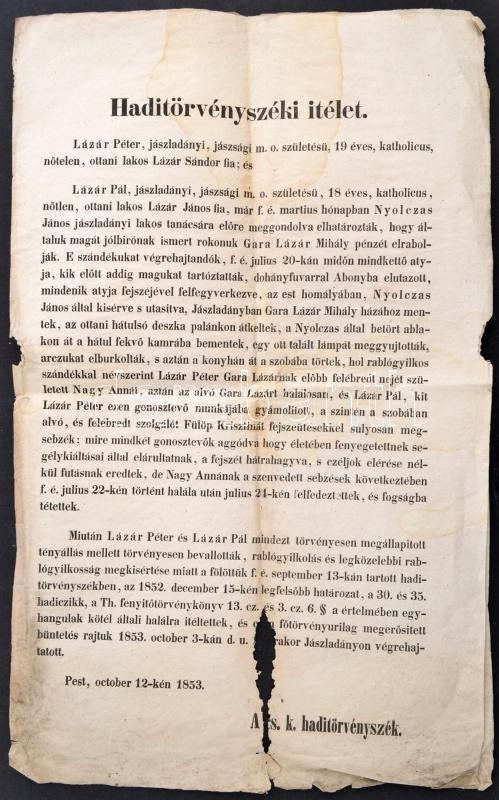 Haditörvényszéki itélet.
Lázár Péter, jászladányi, jászsági m. o. születésü, 19 éves, katholicus,
nőtelen, ottani lakos Lázár Sándor fia; és
Lázár Pál, jászladányi, jászsági m. o. születésü, 18 éves, katholicus,
nőtlen, ottani lakos Lázár János fia, már f. é. martius hónapban Nyolczas
János jászladányi lakos tanácsára előre meggondolva elhatározták, hogy ál-
taluk magát jólbirónak ismert rokonuk Gara Lázár Mihály pénzét elrabol-
ják. E szándékukat végrehajtandók, f. é. julius 20-kán midőn mindkettő aty-
ja, kik előtt addig magukat tartóztatták, dohányfuvarral Abonyba elutazott,
mindenik atyja fejszéjével felfegyverkezve, az est homályában, Nyolczas
János által kisérve s utasitva, Jászladányban Gara Lázár Mihály házához men-
tek, az ottani hátulsó deszka palánkon átkeltek, a Nyolczas által betört abla-
kon át a hátul fekvő kamrába bementek, egy ott talált lámpát meggyujtották,
arczukat elburkolták, s aztán a konyhán át a szobába törtek, hol rablógyilkos
szándékkal névszerint Lázár Péter Gara Lázárnak előbb felébredt nejét szü-
letett Nagy Annát, aztán az alvó Gara Lázárt halálosan, és Lázár Pál, kit
Lázár Péter ezen gonosztevő munkájába gyámolitott, a szintén a szobában
alvó, és felébredt szolgálót Fülöp Krisztinát fejszeütésekkel sulyosan meg-
sebzék; mire mindkét gonosztevők aggódva hogy életében fenyegetettnek se-
gélykiáltásai által elárultatnak, a fejszét hátrahagyva, s czéljok elérése nél-
kül futásnak eredtek, de Nagy Annának a szenvedett sebzések következtében
f. é. julius 22-kén történt halála után julius 24-kén felfedeztettek, és fogságba
tétettek.
Miután Lázár Péter és Lázár Pál mindezt törvényesen megállapitott
tényállás mellett törvényesen bevallották, rablógyilkolás és legközelebbi rab-
lógyilkosság megkisértése miatt a fölöttük f. é. september 13-kán tartott hadi-
törvényszékben, az 1852. december 15-kén legfelsőbb határozat, a 30. és 35.
hadiczikk, a Th. fenyitőtörvénykönyv 13. cz. és 3. cz. 6. § a értelmében egy-
hangulak kötél általi halálra itéltettek, és főtörvényurilag megerősitett
büntetés rajtuk 1853. october 3-kán d. u. órakor Jászladányon végrehaj-
tatott.
Pest, october 12-kén 1853.
A cs. k. haditörvényszék.